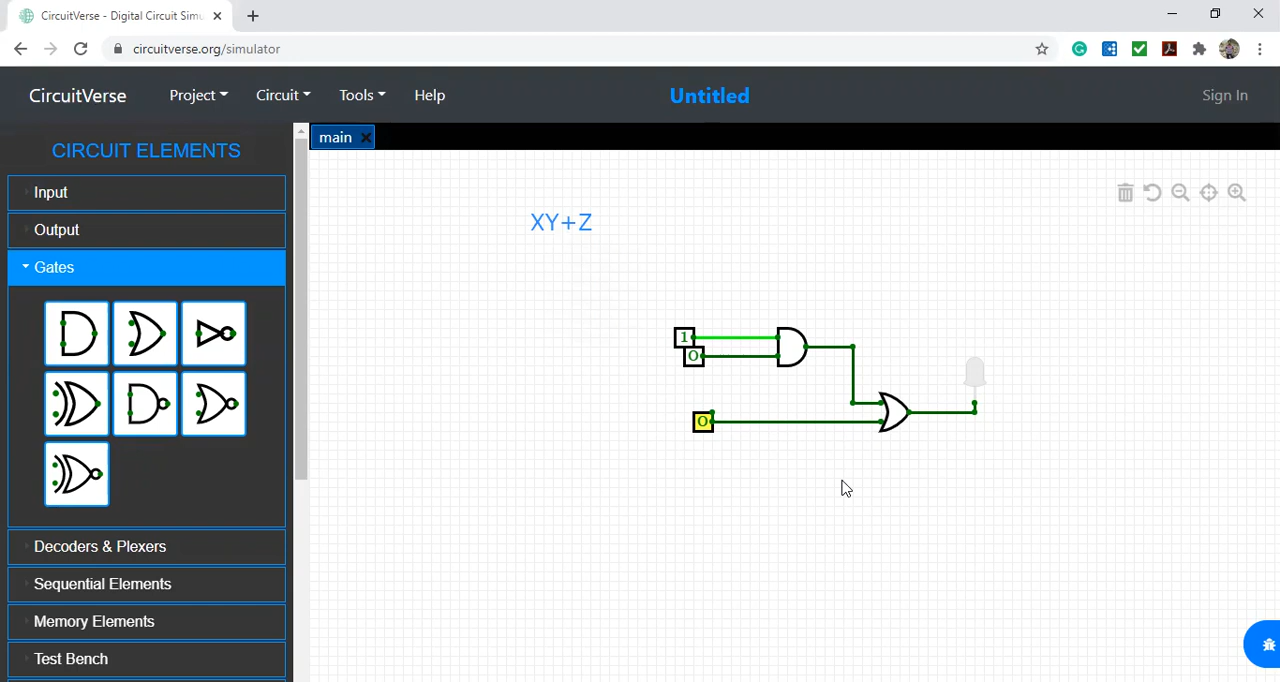 CircuitVerse - Digital Circuit Simu
circuitverse.org/simulator
CircuitVerse Project Circuit Tools Help Untitled Sign In
CIRCUIT ELEMENTS
main
Input
Output
Gates
Decoders & Plexers
Sequential Elements
Memory Elements
Test Bench
XY+Z
1
0
0